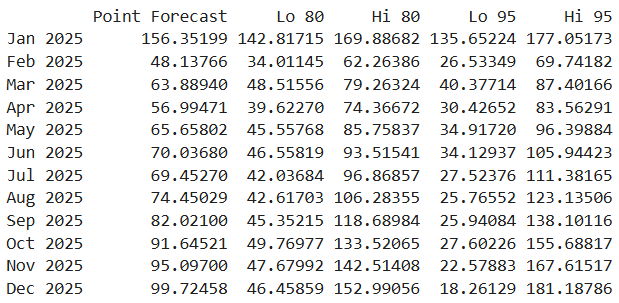 Point Forecast Lo 80 Hi 80 Lo 95 Hi 95
Jan 2025 156.35199 142.81715 169.88682 135.65224 177.05173
Feb 2025 48.13766 34.01145 62.26386 26.53349 69.74182
Mar 2025 63.88940 48.51556 79.26324 40.37714 87.40166
Apr 2025 56.99471 39.62270 74.36672 30.42652 83.56291
May 2025 65.65802 45.55768 85.75837 34.91720 96.39884
Jun 2025 70.03680 46.55819 93.51541 34.12937 105.94423
Jul 2025 69.45270 42.03684 96.86857 27.52376 111.38165
Aug 2025 74.45029 42.61703 106.28355 25.76552 123.13506
Sep 2025 82.02100 45.35215 118.68984 25.94084 138.10116
Oct 2025 91.64521 49.76977 133.52065 27.60226 155.68817
Nov 2025 95.09700 47.67992 142.51408 22.57883 167.61517
Dec 2025 99.72458 46.45859 152.99056 18.26129 181.18786